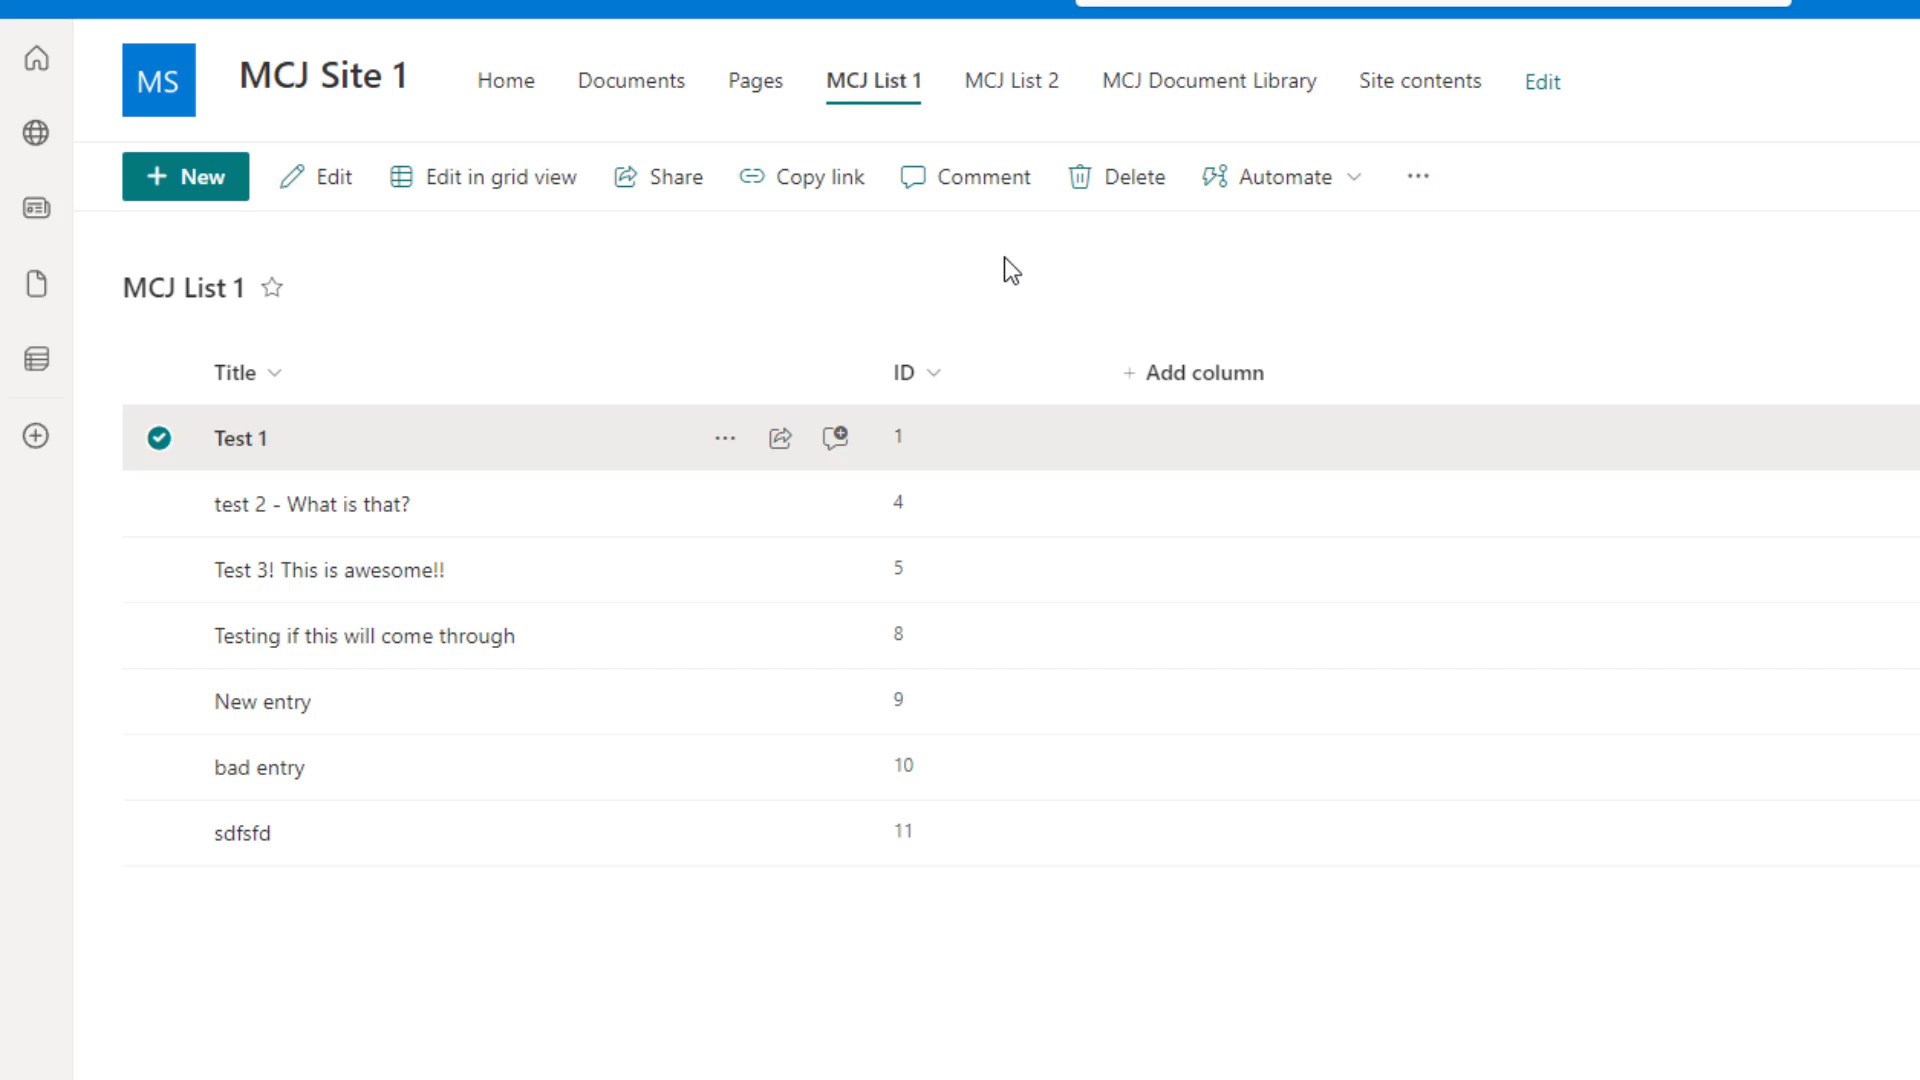 MS MCJ Site 1 Home Documents Pages MCJ List 1 MCJ List 2 MCJ Document Library Site contents Edit
New Edit Edit in grid view Share Copy link Comment Delete Automate
MCJ List 1
Title ID Add column
Test 1 1
test 2 - What is that? 4
Test 3! This is awesome!! 5
Testing if this will come through 8
New entry 9
bad entry 10
sdfsfd 11